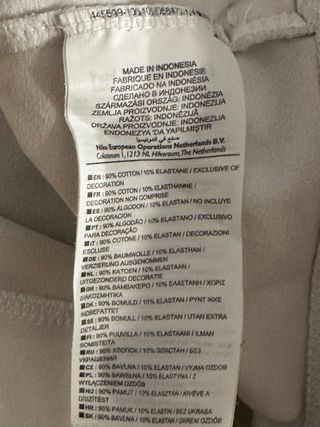 MADE IN INDONESIA
FABRIQUE EN INDONESIE
FABRICADO NA INDONÉSIA
СДЕЛАНО В ИНДОНЕЗИИ
SZÁRMAZÁSI ORSZÁG: INDONÉZIA
ZEMLJA PROIZVODNJE: INDONEZIJA
RAŽOTS: INDONĒZIJĀ
DRŽAVA PROIZVODNJE: INDONEZIJA
ENDONEZYA'DA YAPILMIŞTIR
صنع في اندونيسيا
Nike European Operations Netherlands B.V.
Colosseum 1, 1213 NL Hilversum, The Netherlands
EN: 90% COTTON / 10% ELASTANE / EXCLUSIVE OF
DECORATION
FR: 90% COTON / 10% ELASTHANNE /
DECORATION NON COMPRISE
ES: 90% ALGODON / 10% ELASTAN / NO INCLUYE
LA DECORACION
PT: 90% ALGODÃO / 10% ELASTANO / EXCLUSIVO
PARA DECORAÇÃO
IT: 90% COTONE / 10% ELASTAN / DECORAZIONI
ESCLUSE
DE: 90% BAUMWOLLE / 10% ELASTHAN /
VERZIERUNG AUSGENOMMEN
NL: 90% KATOEN / 10% ELASTAAN /
UITGEZONDERD DECORATIE
GR: 90% ΒΑΜΒΑΚΕΡΟ / 10% ΕΛΑΣΤΑΝΗ / ΧΩΡΙΣ
ΔΙΑΚΟΣΜΗΤΙΚΑ
DK: 90% BOMULD / 10% ELASTAN / PYNT IKKE
INDBEFATTET
SE: 90% BOMULL / 10% ELASTAN / UTAN EXTRA
DETALJER
FI: 90% PUUVILLA / 10% ELASTAANI / ILMAN
SOMISTEITA
RU: 90% ХЛОПОК / 10% ЭЛАСТАН / БЕЗ
УКРАШЕНИЙ
CZ: 90% BAVLNA / 10% ELASTAN / VYJMA OZDOB
PL: 90% BAWEŁNA / 10% ELASTYNA / Z
WYŁĄCZENIEM OZDÓB
HU: 90% PAMUT / 10% ELASZTÁN / KIVÉVE A
DÍSZÍTÉST
HR: 90% PAMUK / 10% ELASTIN / BEZ UKRASA
SK: 90% BAVLNA / 10% ELASTAN / OKREM OZDÔB